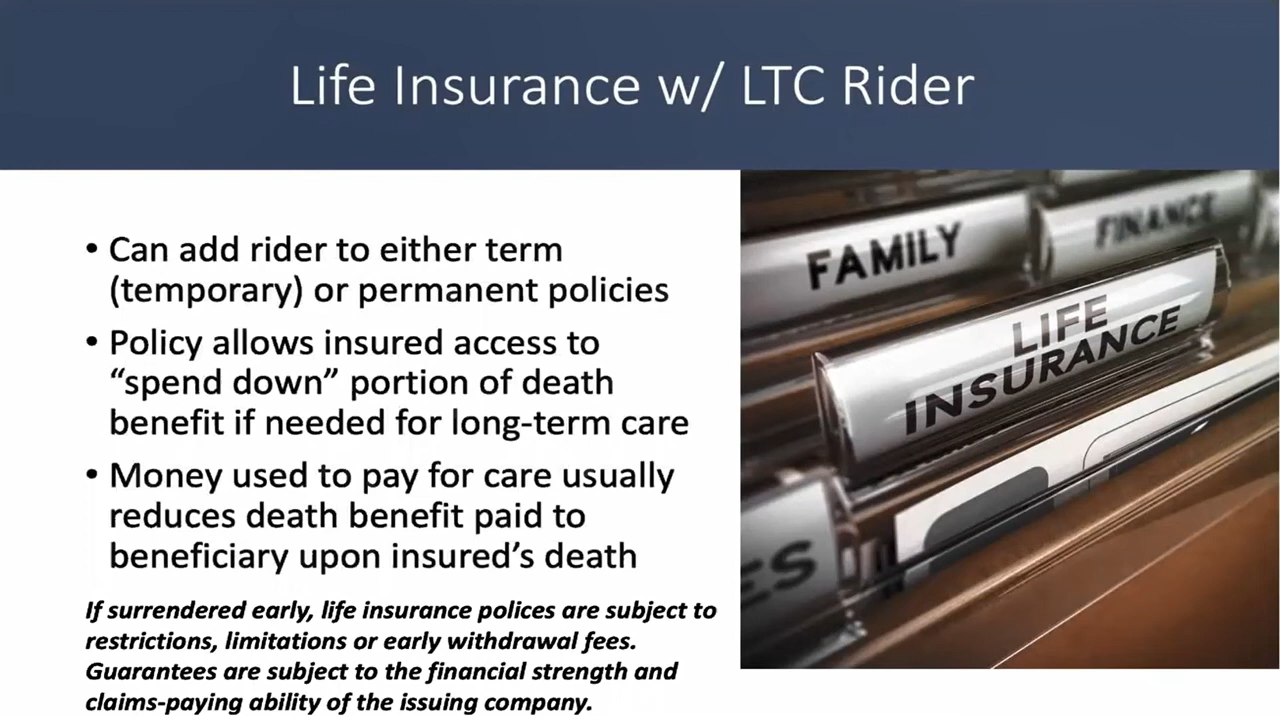 Life Insurance w/ LTC Rider
• Can add rider to either term
(temporary) or permanent policies
• Policy allows insured access to
“spend down” portion of death
benefit if needed for long-term care
• Money used to pay for care usually
reduces death benefit paid to
beneficiary upon insured’s death
If surrendered early, life insurance polices are subject to
restrictions, limitations or early withdrawal fees.
Guarantees are subject to the financial strength and
claims-paying ability of the issuing company.
FAMILY
FINANCE
LIFE
INSURANCE
ES